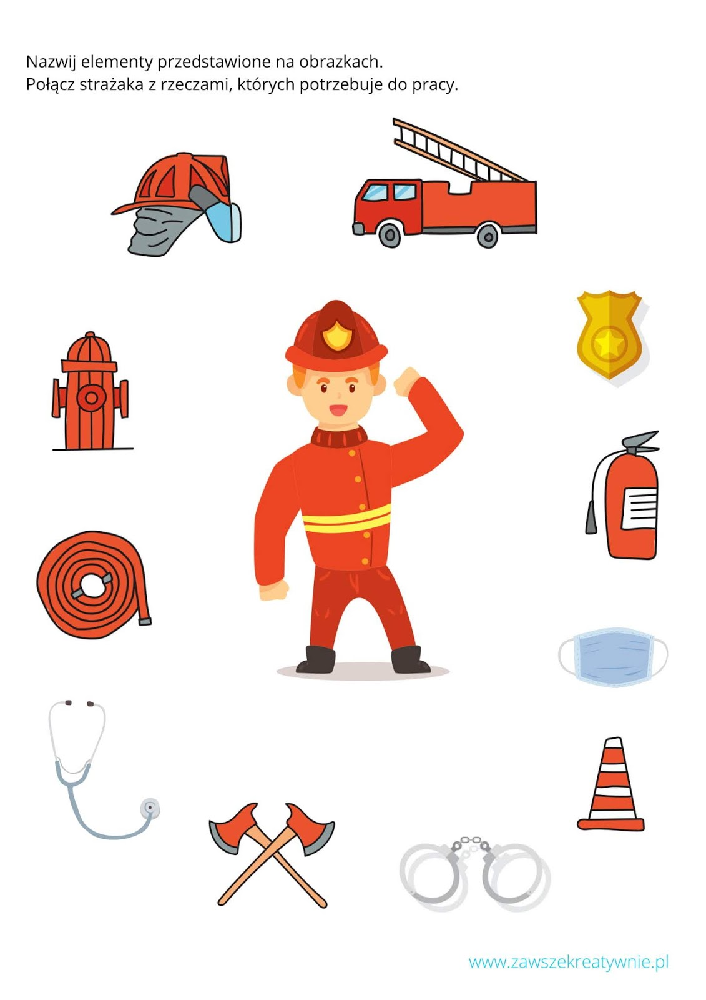 Nazwij elementy przedstawione na obrazkach.
Połącz strażaka z rzeczami, których potrzebuje do pracy.
www.zawszekreatywnie.pl